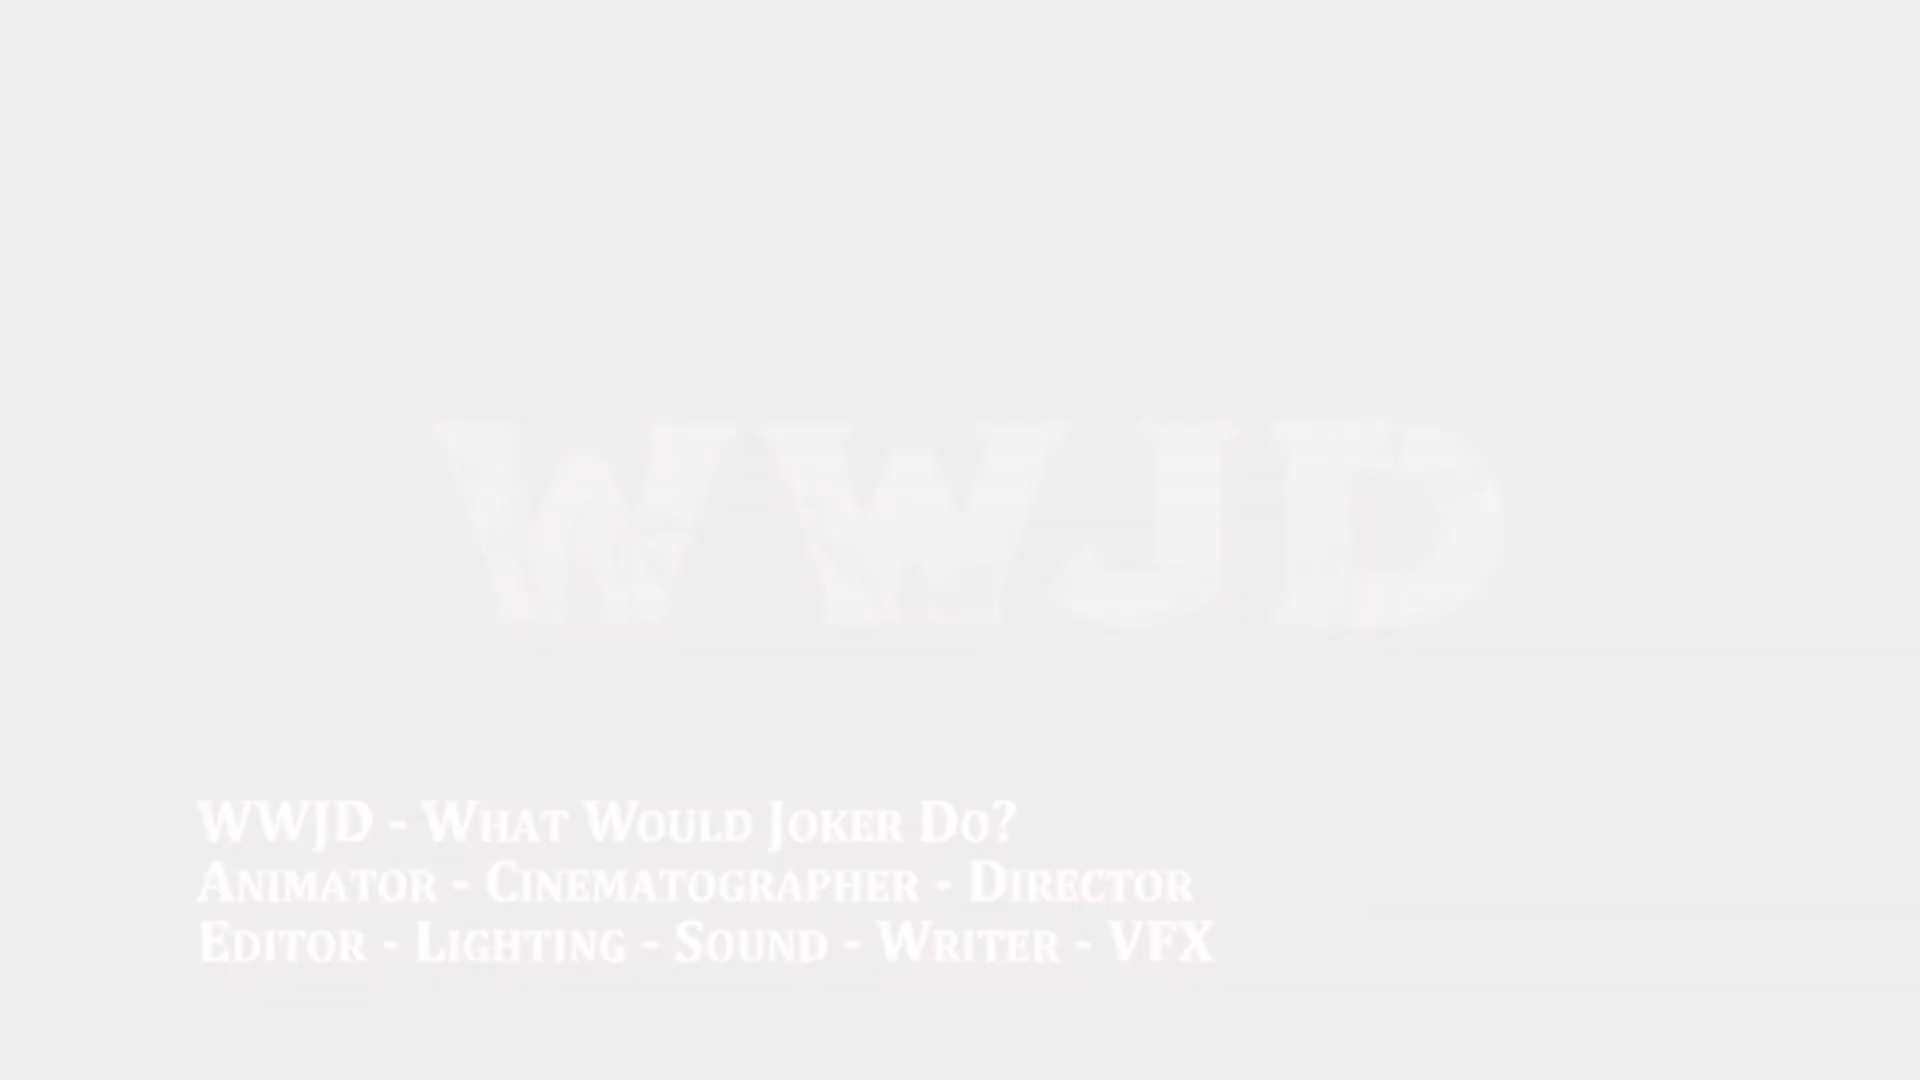 WWJD
WWJD - What Would Joker Do?
Animator - Cinematographer - Director
Editor - Lighting - Sound - Writer - VFX